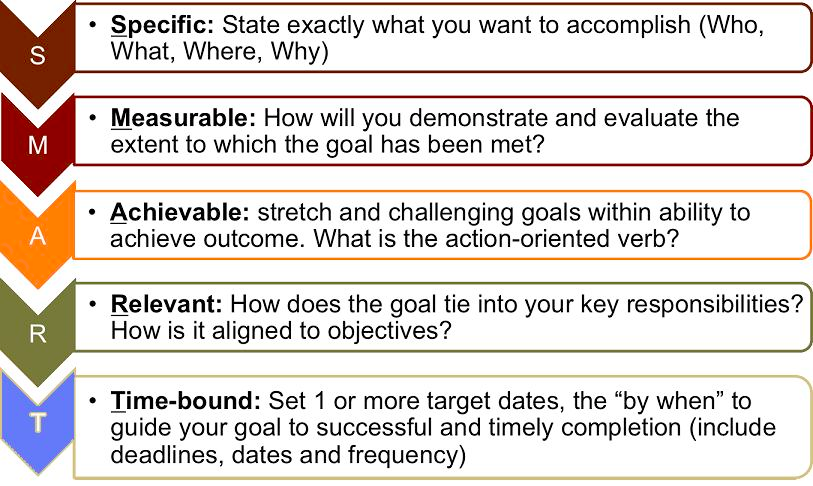 S
• Specific: State exactly what you want to accomplish (Who,
What, Where, Why)
M
• Measurable: How will you demonstrate and evaluate the
extent to which the goal has been met?
A
• Achievable: stretch and challenging goals within ability to
achieve outcome. What is the action-oriented verb?
R
• Relevant: How does the goal tie into your key responsibilities?
How is it aligned to objectives?
T
• Time-bound: Set 1 or more target dates, the “by when” to
guide your goal to successful and timely completion (include
deadlines, dates and frequency)